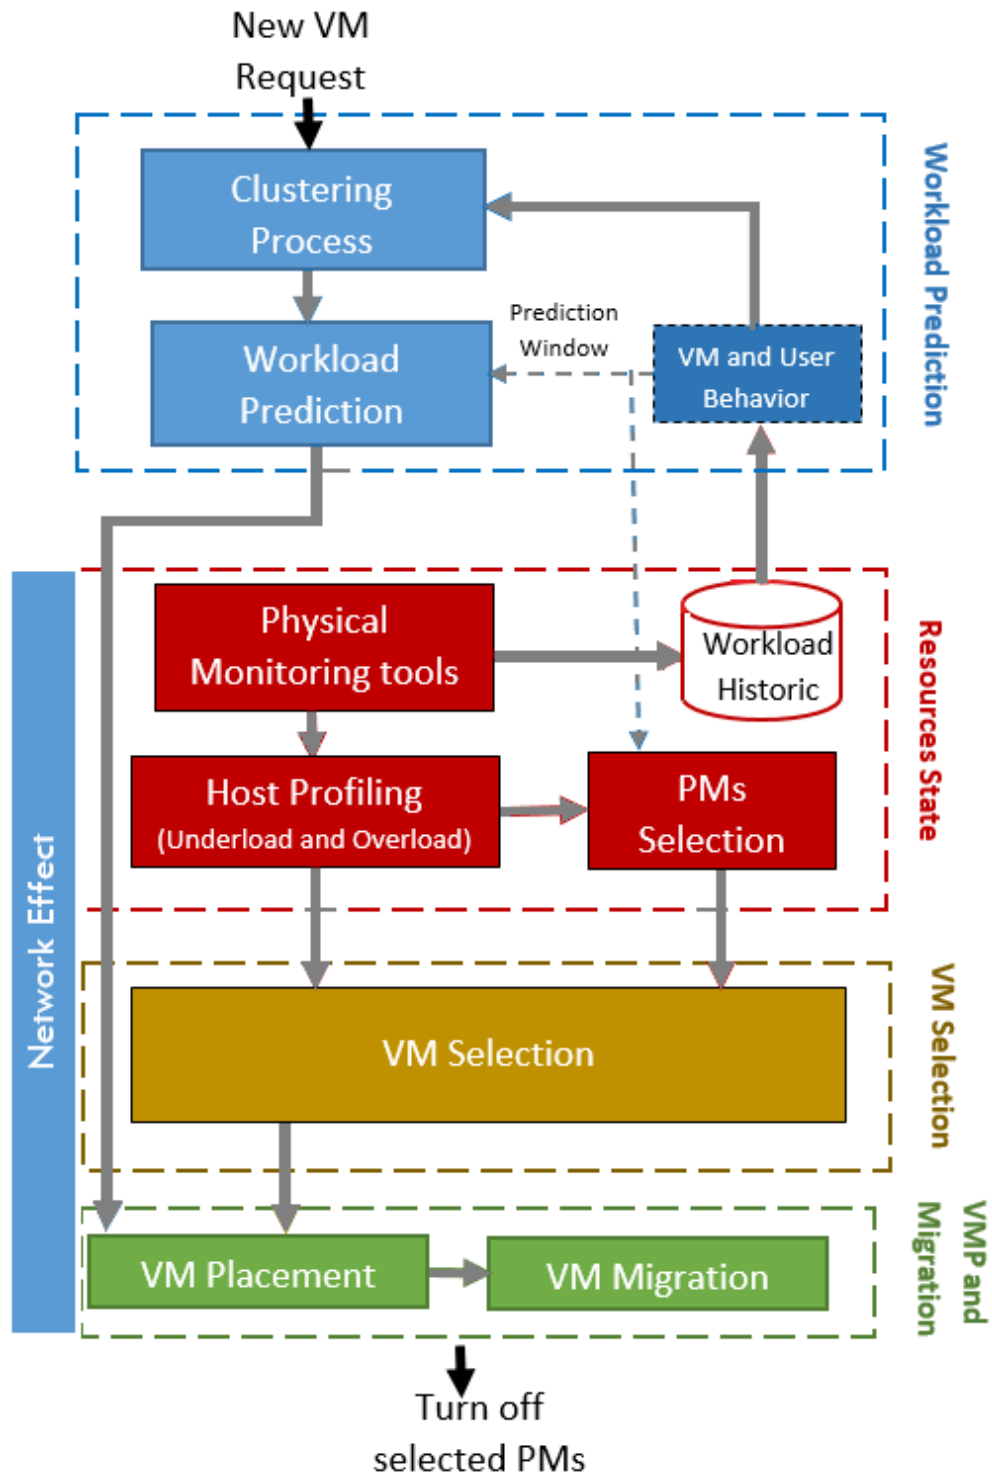 New VM
Request
Clustering
Process
Workload Prediction
Prediction
Window
Workload
Prediction
VM and User
Behavior
Physical
Monitoring tools
Workload
Historic
Resources State
Host Profiling
(Underload and Overload)
PMs
Selection
Network Effect
VM Selection
VM Selection
VM Placement
VM Migration
VMP and
Migration
Turn off
selected PMs